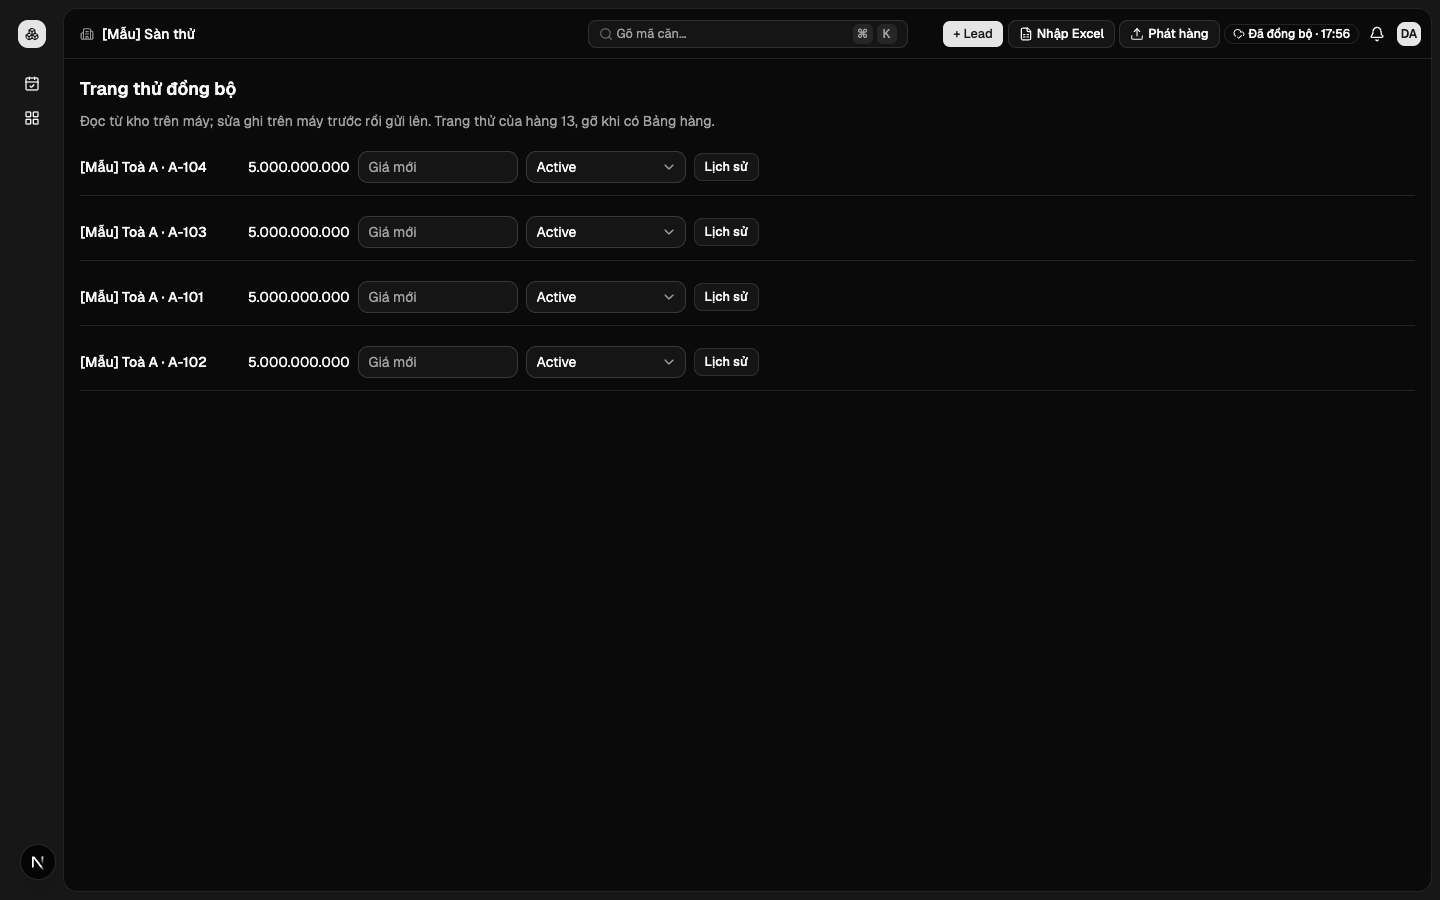 [Mẫu] Sàn thử
Gõ mã căn...
⌘ K
+ Lead
Nhập Excel
Phát hàng
Đã đồng bộ · 17:56
DA
Trang thử đồng bộ
Đọc từ kho trên máy; sửa ghi trên máy trước rồi gửi lên. Trang thử của hàng 13, gỡ khi có Bảng hàng.
[Mẫu] Toà A · A-104 5.000.000.000 Giá mới Active Lịch sử
[Mẫu] Toà A · A-103 5.000.000.000 Giá mới Active Lịch sử
[Mẫu] Toà A · A-101 5.000.000.000 Giá mới Active Lịch sử
[Mẫu] Toà A · A-102 5.000.000.000 Giá mới Active Lịch sử
N